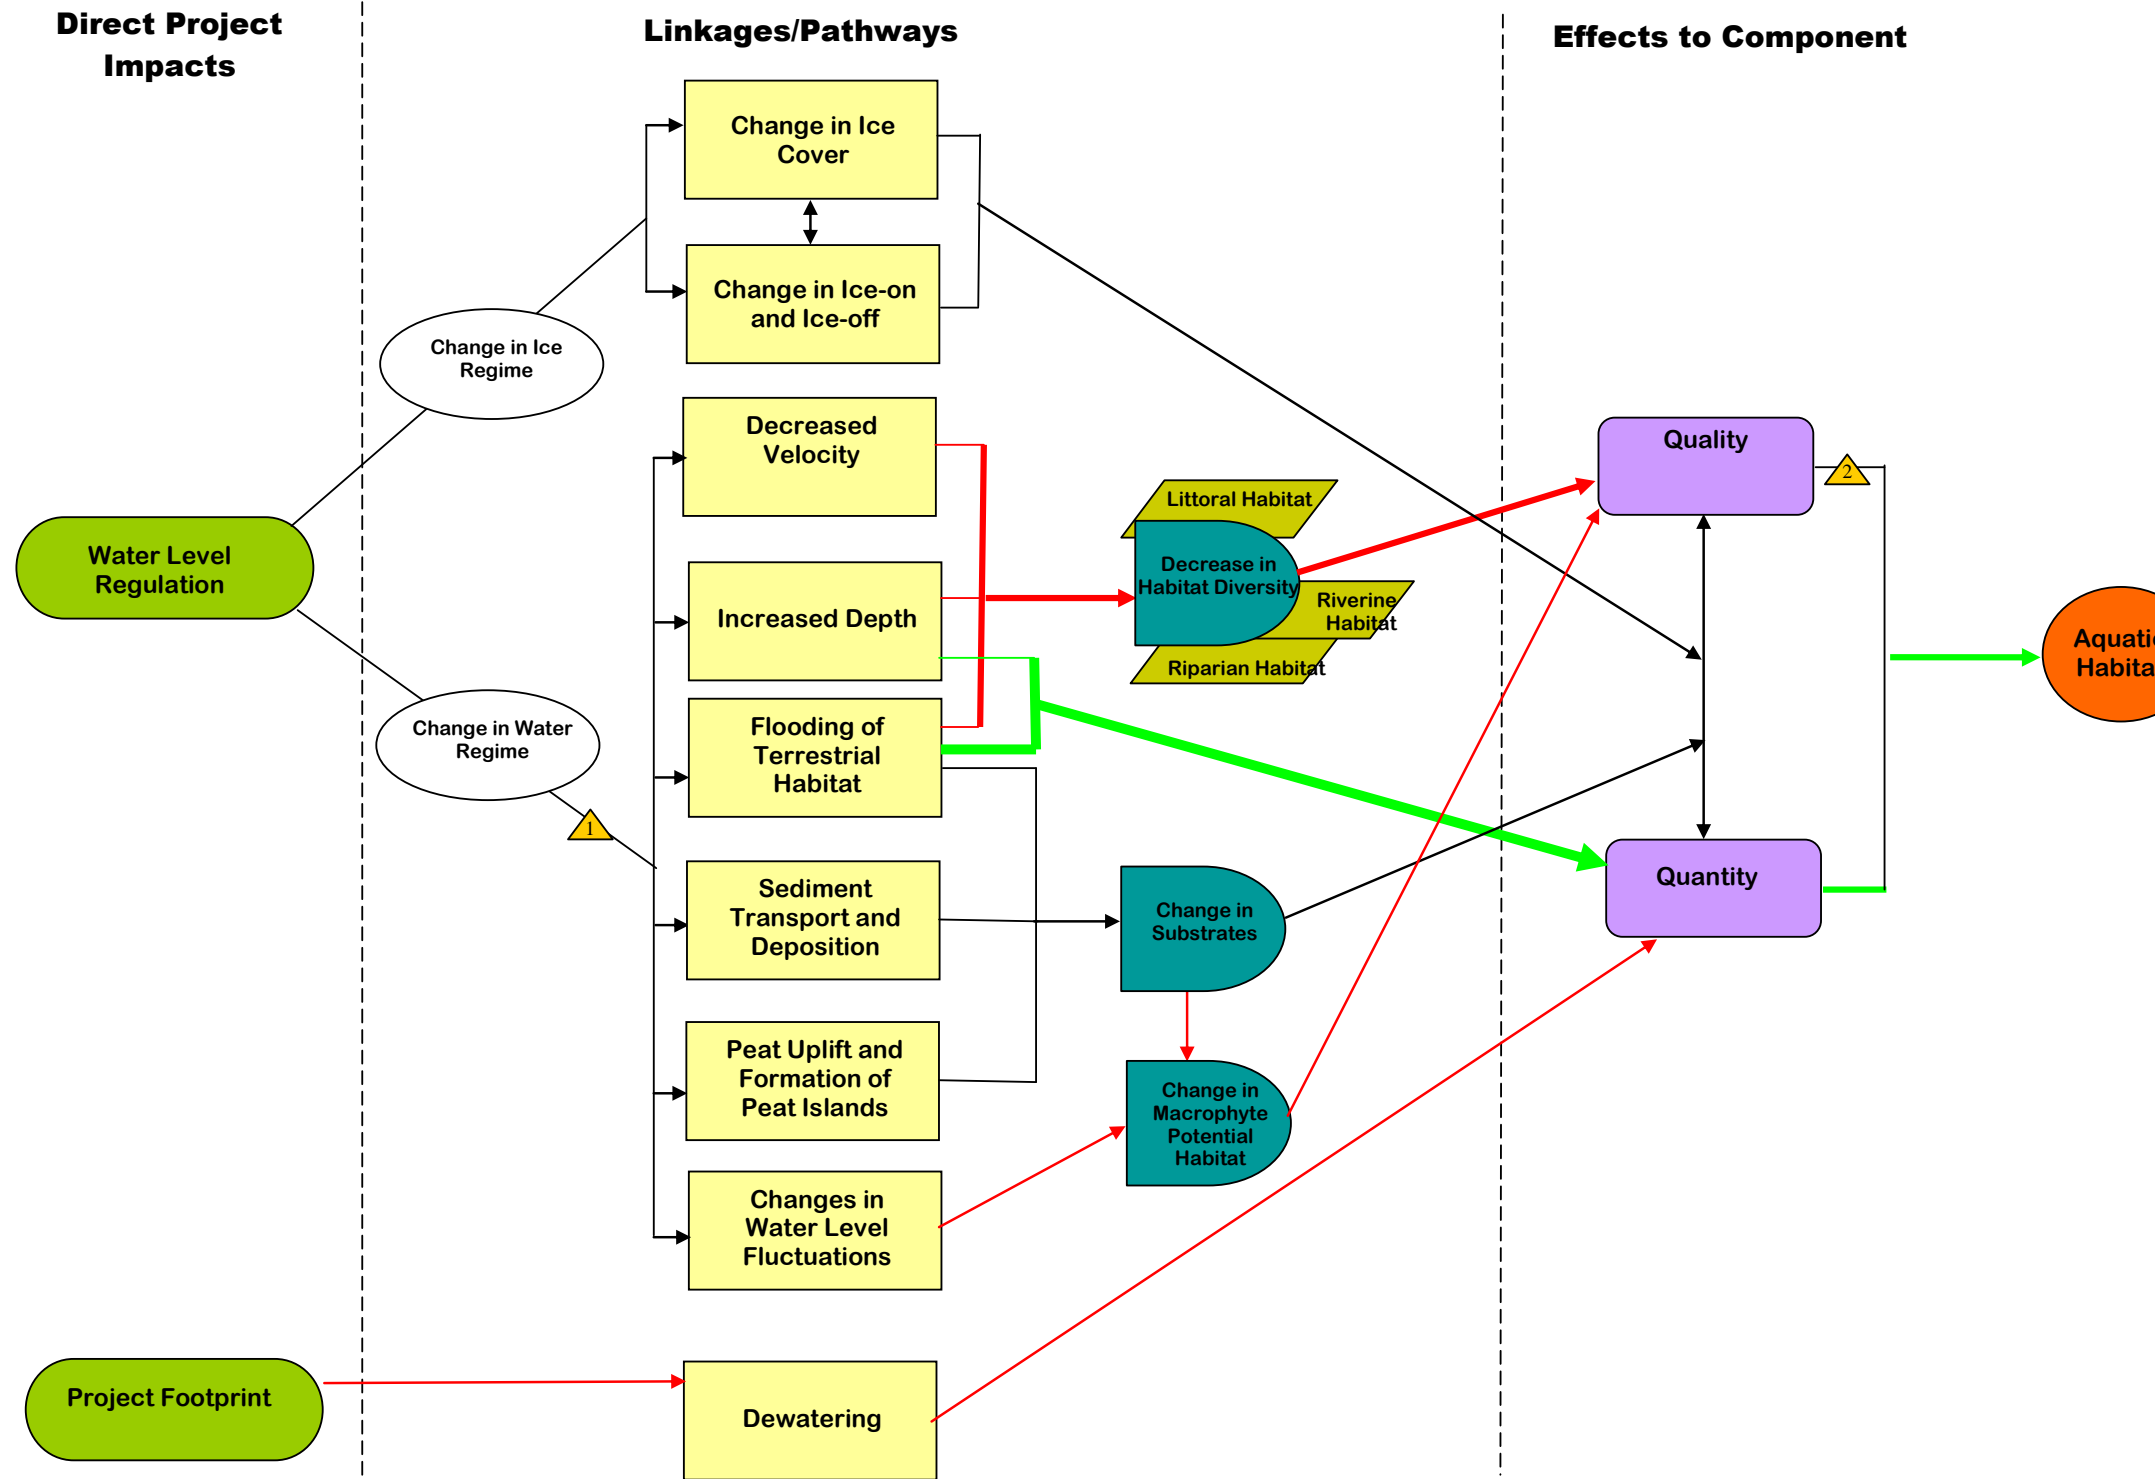 Direct Project
Impacts
Linkages/Pathways
Effects to Component
Change in Ice
Cover
Change in Ice-on
and Ice-off
Change in Ice
Regime
Decreased
Velocity
Quality
2
Littoral Habitat
Decrease in
Habitat Diversity
Riverine
Habitat
Riparian Habitat
Water Level
Regulation
Increased Depth
Aquati
Habita
Change in Water
Regime
1
Flooding of
Terrestrial
Habitat
Sediment
Transport and
Deposition
Change in
Substrates
Quantity
Peat Uplift and
Formation of
Peat Islands
Change in
Macrophyte
Potential
Habitat
Changes in
Water Level
Fluctuations
Project Footprint
Dewatering